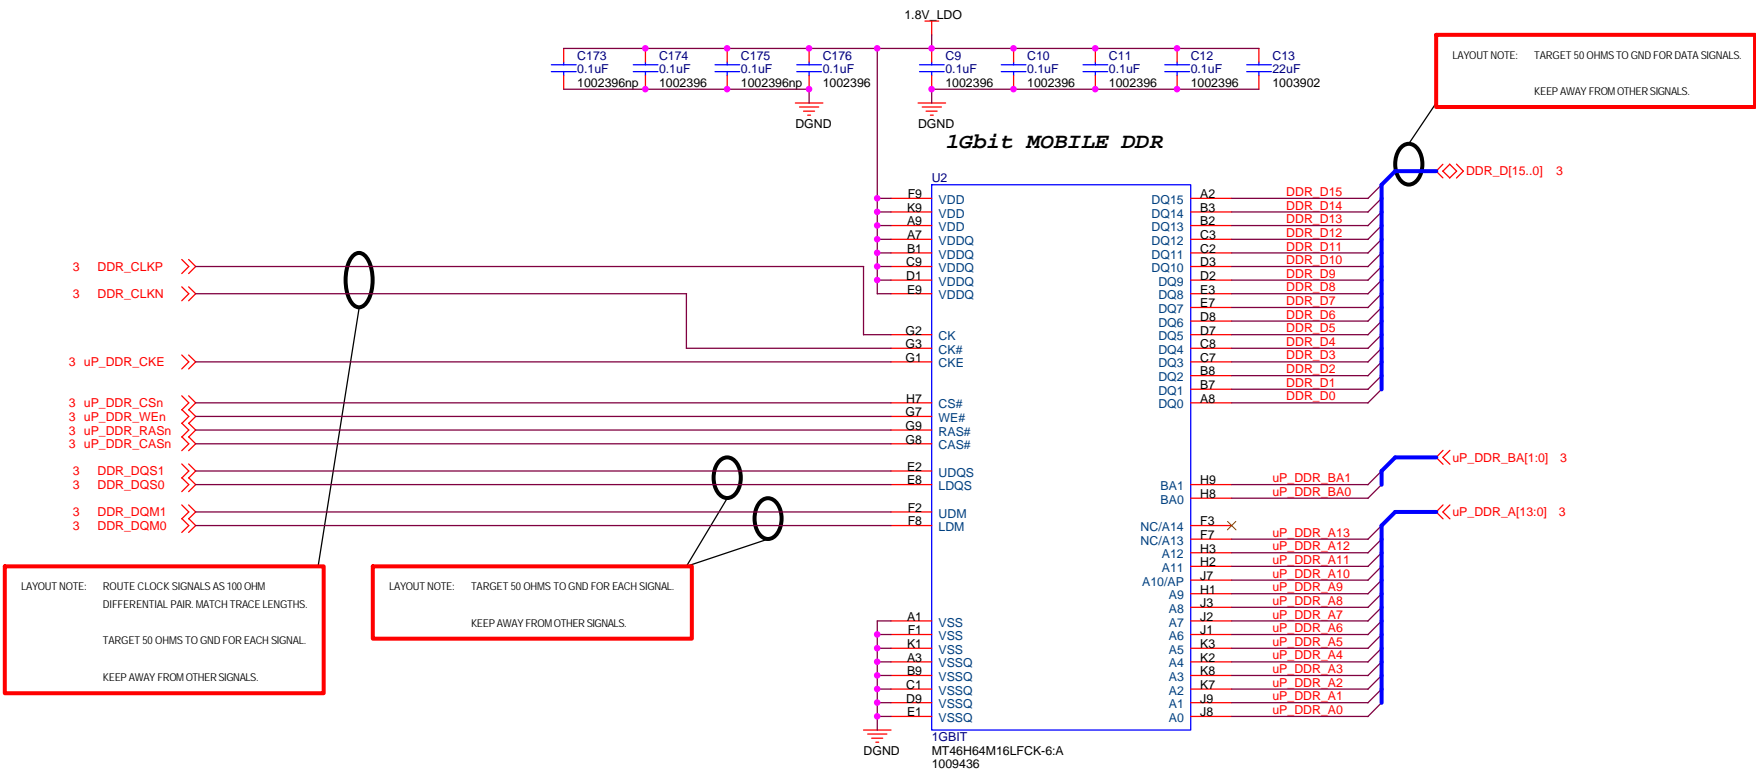 1.8V_LDO
C173 0.1uF 1002396np
C174 0.1uF 1002396
C175 0.1uF 1002396np
C176 0.1uF 1002396
C9 0.1uF 1002396
C10 0.1uF 1002396
C11 0.1uF 1002396
C12 0.1uF 1002396
C13 22uF 1003902
DGND
DGND
LAYOUT NOTE: TARGET 50 OHMS TO GND FOR DATA SIGNALS.
KEEP AWAY FROM OTHER SIGNALS.
1Gbit MOBILE DDR
DDR_D[15..0] 3
U2
F9 VDD
K9 VDD
A9 VDD
A7 VDDQ
B1 VDDQ
C9 VDDQ
D1 VDDQ
E9 VDDQ
3 DDR_CLKP
3 DDR_CLKN
G2 CK
G3 CK#
3 uP_DDR_CKE G1 CKE
3 uP_DDR_CSn H7 CS#
3 uP_DDR_WEn G7 WE#
3 uP_DDR_RASn G9 RAS#
3 uP_DDR_CASn G8 CAS#
3 DDR_DQS1 E2 UDQS
3 DDR_DQS0 E8 LDQS
3 DDR_DQM1 F2 UDM
3 DDR_DQM0 F8 LDM
A1 VSS
F1 VSS
K1 VSS
A3 VSSQ
B9 VSSQ
C1 VSSQ
D9 VSSQ
E1 VSSQ
DGND
DQ15 A2 DDR_D15
DQ14 B3 DDR_D14
DQ13 B2 DDR_D13
DQ12 C3 DDR_D12
DQ11 C2 DDR_D11
DQ10 D3 DDR_D10
DQ9 D2 DDR_D9
DQ8 E3 DDR_D8
DQ7 E7 DDR_D7
DQ6 D8 DDR_D6
DQ5 D7 DDR_D5
DQ4 C8 DDR_D4
DQ3 C7 DDR_D3
DQ2 B8 DDR_D2
DQ1 B7 DDR_D1
DQ0 A8 DDR_D0
uP_DDR_BA[1:0] 3
BA1 H9 uP_DDR_BA1
BA0 H8 uP_DDR_BA0
uP_DDR_A[13:0] 3
NC/A14 F3
NC/A13 F7 uP_DDR_A13
A12 H3 uP_DDR_A12
A11 H2 uP_DDR_A11
A10/AP J7 uP_DDR_A10
A9 H1 uP_DDR_A9
A8 J3 uP_DDR_A8
A7 J2 uP_DDR_A7
A6 J1 uP_DDR_A6
A5 K3 uP_DDR_A5
A4 K2 uP_DDR_A4
A3 K8 uP_DDR_A3
A2 K7 uP_DDR_A2
A1 J9 uP_DDR_A1
A0 J8 uP_DDR_A0
LAYOUT NOTE: ROUTE CLOCK SIGNALS AS 100 OHM
DIFFERENTIAL PAIR. MATCH TRACE LENGTHS.
TARGET 50 OHMS TO GND FOR EACH SIGNAL.
KEEP AWAY FROM OTHER SIGNALS.
LAYOUT NOTE: TARGET 50 OHMS TO GND FOR EACH SIGNAL.
KEEP AWAY FROM OTHER SIGNALS.
1GBIT
MT46H64M16LFCK-6:A
1009436